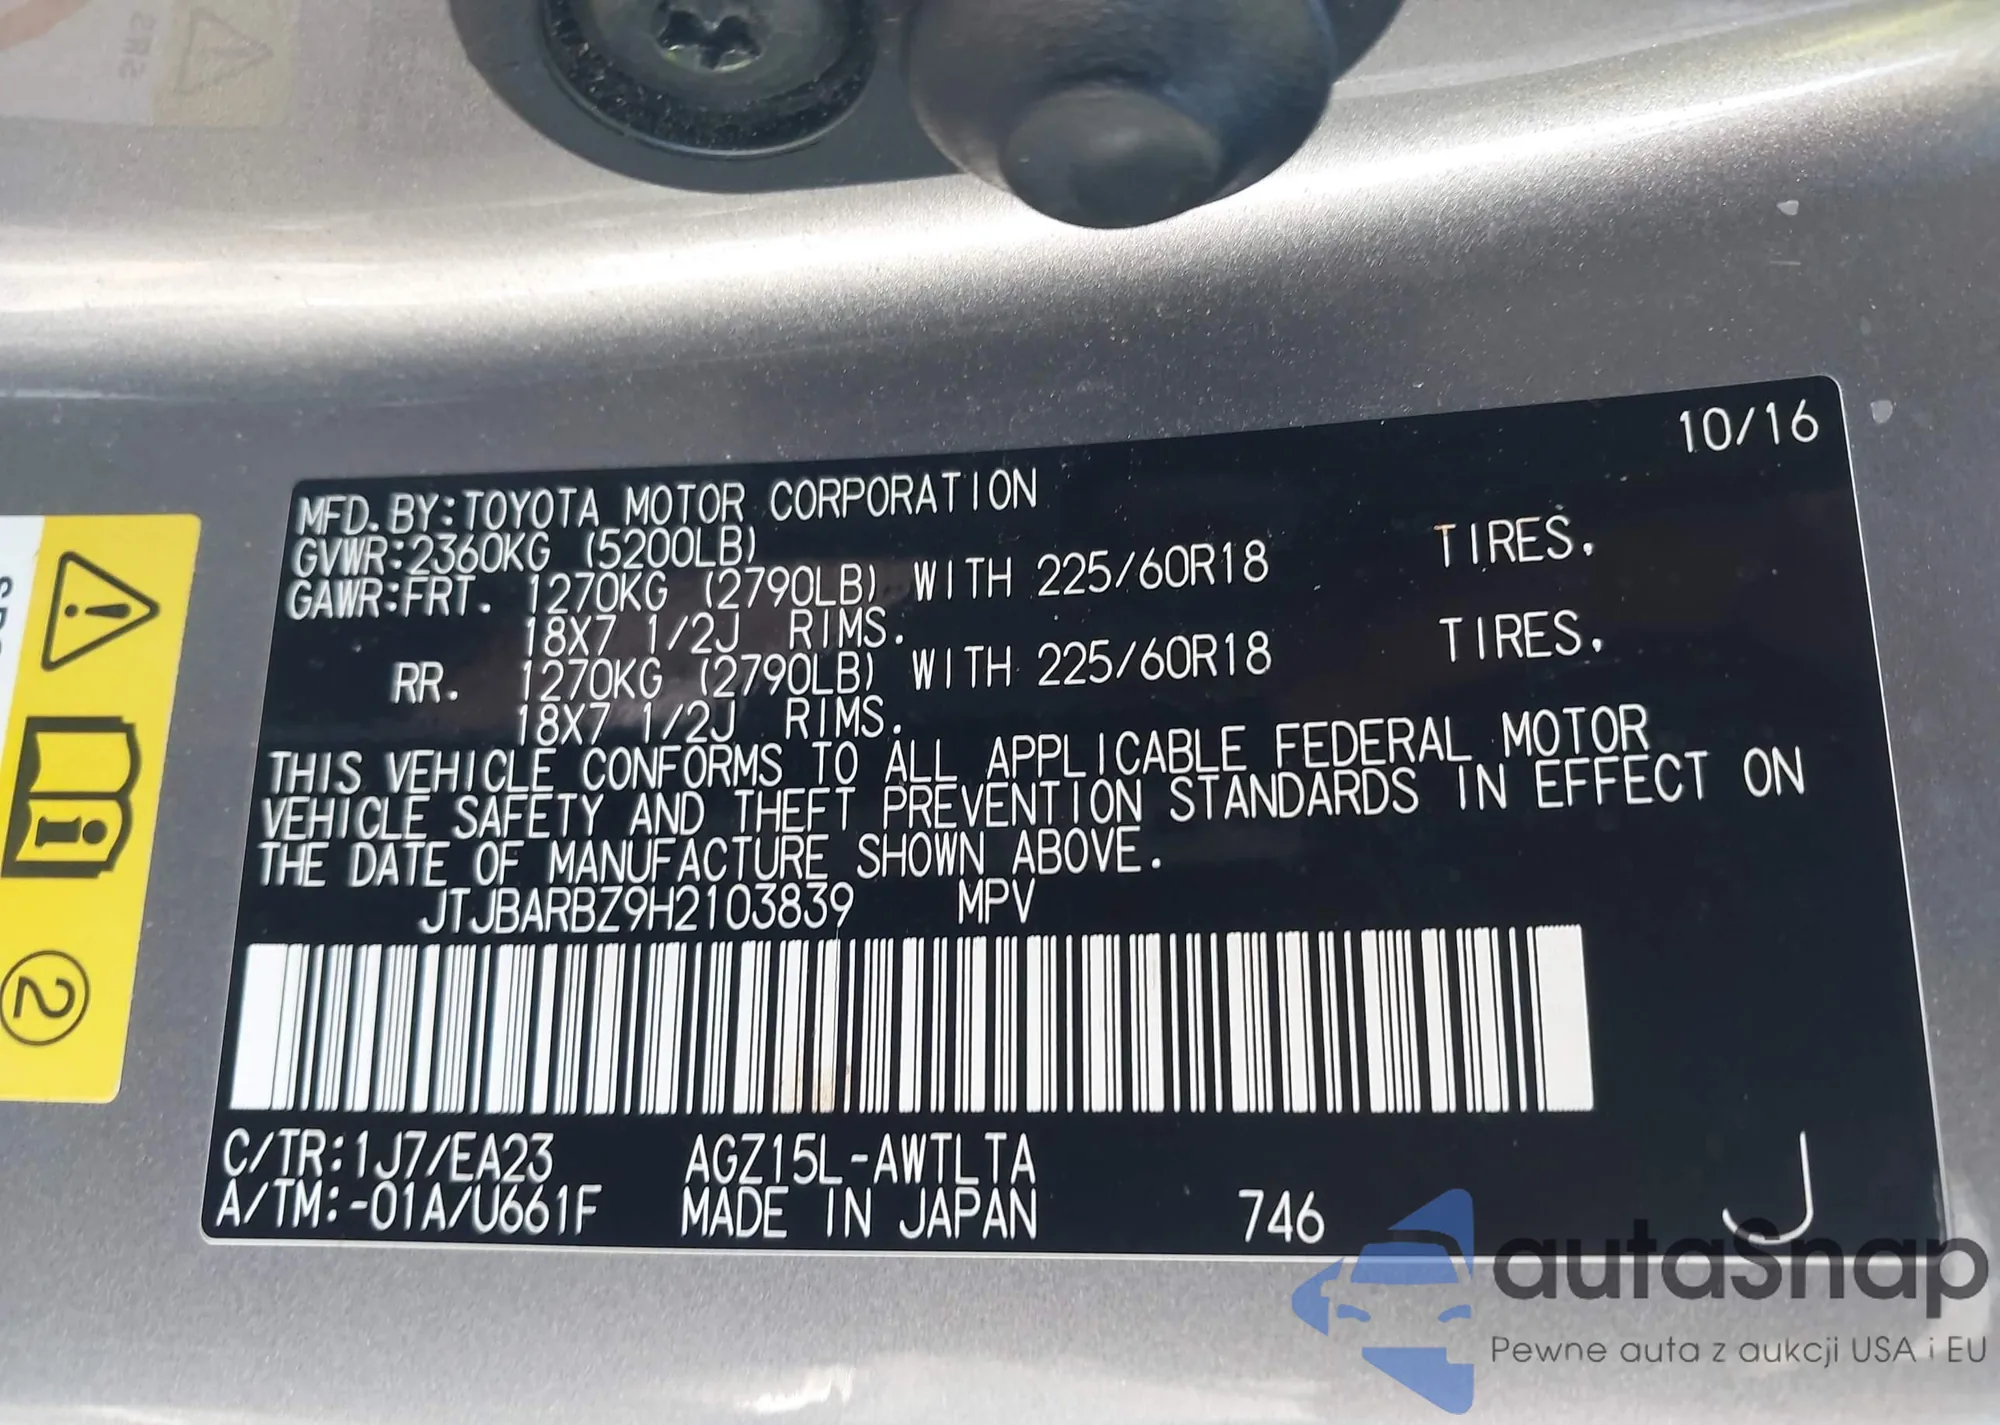 10/16
MFD. BY:TOYOTA MOTOR CORPORATION
GVWR:2360KG (5200LB)
GAWR:FRT. 1270KG (2790LB) WITH 225/60R18 TIRES.
18X7 1/2J RIMS.
RR. 1270KG (2790LB) WITH 225/60R18 TIRES.
18X7 1/2J RIMS.
THIS VEHICLE CONFORMS TO ALL APPLICABLE FEDERAL MOTOR
VEHICLE SAFETY AND THEFT PREVENTION STANDARDS IN EFFECT ON
THE DATE OF MANUFACTURE SHOWN ABOVE.
JTJBARBZ9H2103839 MPV
C/TR:1J7/EA23 AGZ15L-AWTLTA
A/TM:-01A/U661F MADE IN JAPAN 746 J
2
autaSnap
Pewne auta z aukcji USA i EU